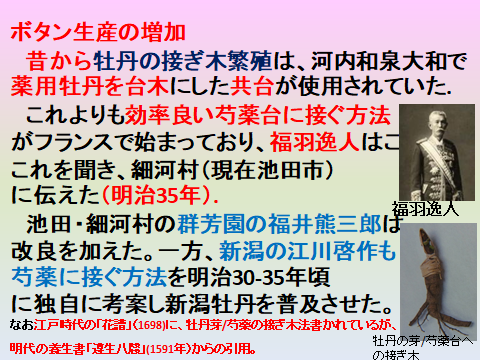 ボタン生産の増加
昔から牡丹の接ぎ木繁殖は、河内和泉大和で
薬用牡丹を台木にした共台が使用されていた.
これよりも効率良い芍薬台に接ぐ方法
がフランスで始まっており、福羽逸人はこ
これを聞き、細河村（現在池田市）
に伝えた（明治35年）.
池田・細河村の群芳園の福井熊三郎は
改良を加えた。一方、新潟の江川啓作も
芍薬に接ぐ方法を明治30-35年頃
に独自に考案し新潟牡丹を普及させた。
なお江戸時代の「花譜」（1698）に、牡丹芽/芍薬の接ぎ木法書かれているが、
明代の養生書「遵生八牋」(1591年）からの引用。
福羽逸人
牡丹の芽/芍薬台へ
の接ぎ木